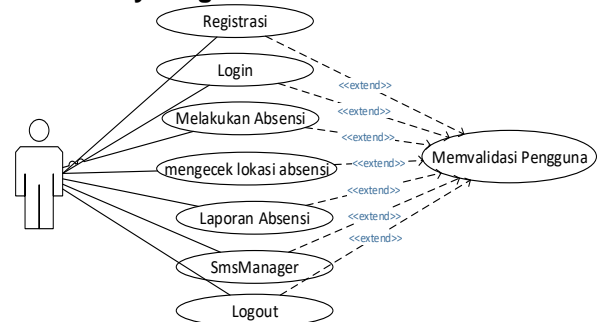 Registrasi
<<extend>>
Login
<<extend>>
Melakukan Absensi
<<extend>>
Memvalidasi Pengguna
mengecek lokasi absensi
<<extend>>
<<extend>>
Laporan Absensi
<<extend>>
<<extend>>
SmsManager
Logout